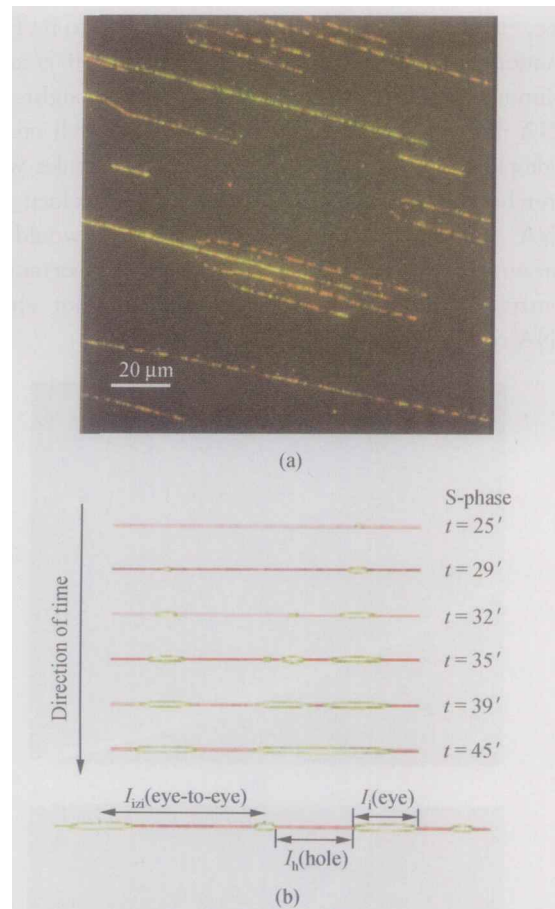 20 μm
(a)
S-phase
t = 25′
t = 29′
t = 32′
t = 35′
t = 39′
t = 45′
Direction of time
I_izi(eye-to-eye)
I_i(eye)
I_h(hole)
(b)